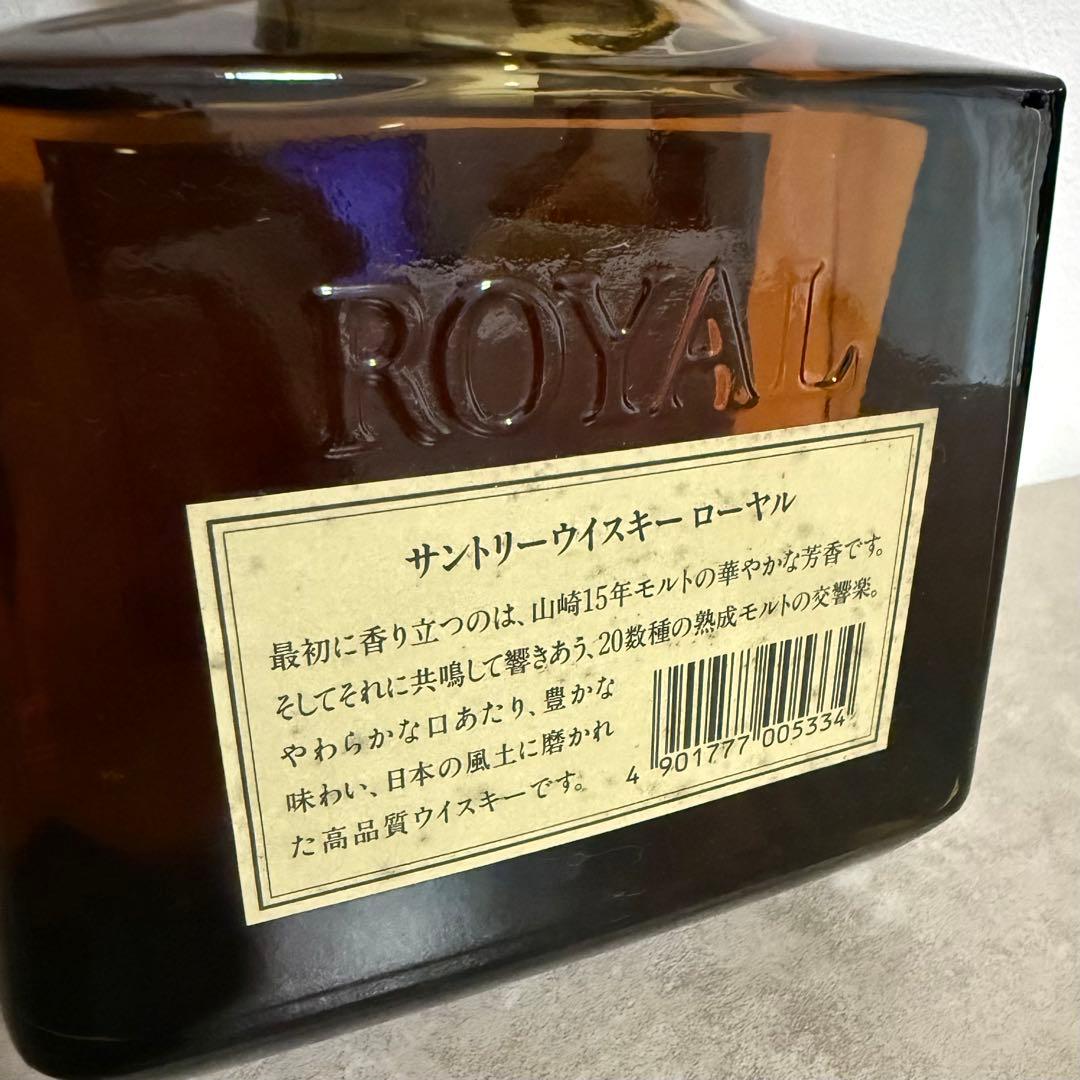 ROYAL
サントリーウイスキー ローヤル
最初に香り立つのは、山崎15年モルトの華やかな芳香です。
そしてそれに共鳴して響きあう、20数種の熟成モルトの交響楽。
やわらかな口あたり、豊かな
味わい、日本の風土に磨かれ
た高品質ウイスキーです。
4 901777 005334